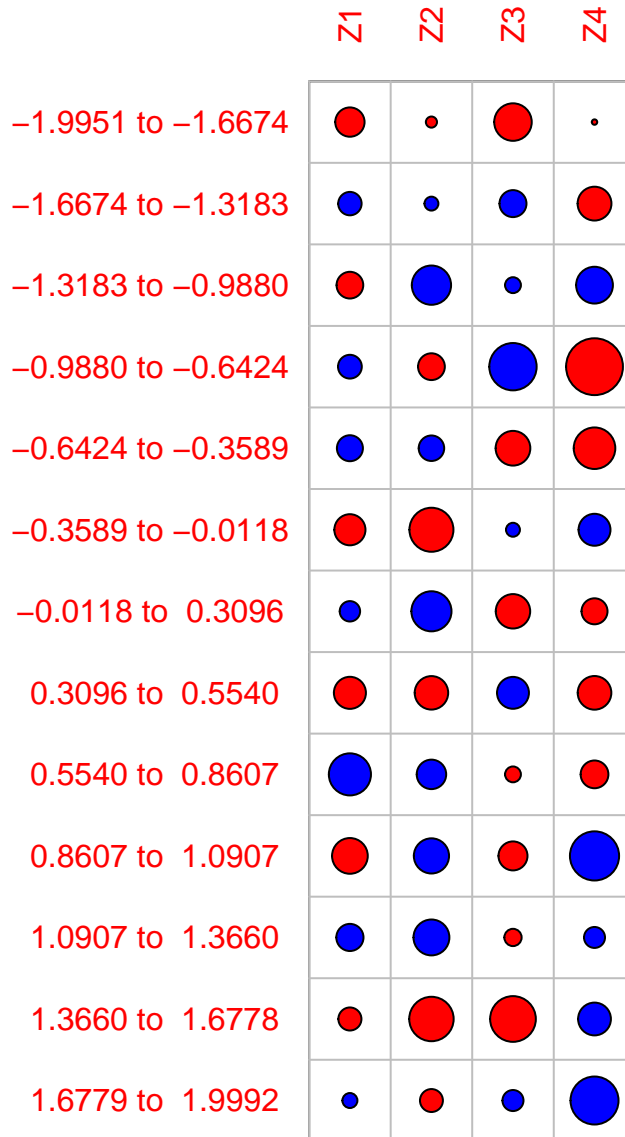 Z1 Z2 Z3 Z4
−1.9951 to −1.6674
−1.6674 to −1.3183
−1.3183 to −0.9880
−0.9880 to −0.6424
−0.6424 to −0.3589
−0.3589 to −0.0118
−0.0118 to 0.3096
0.3096 to 0.5540
0.5540 to 0.8607
0.8607 to 1.0907
1.0907 to 1.3660
1.3660 to 1.6778
1.6779 to 1.9992